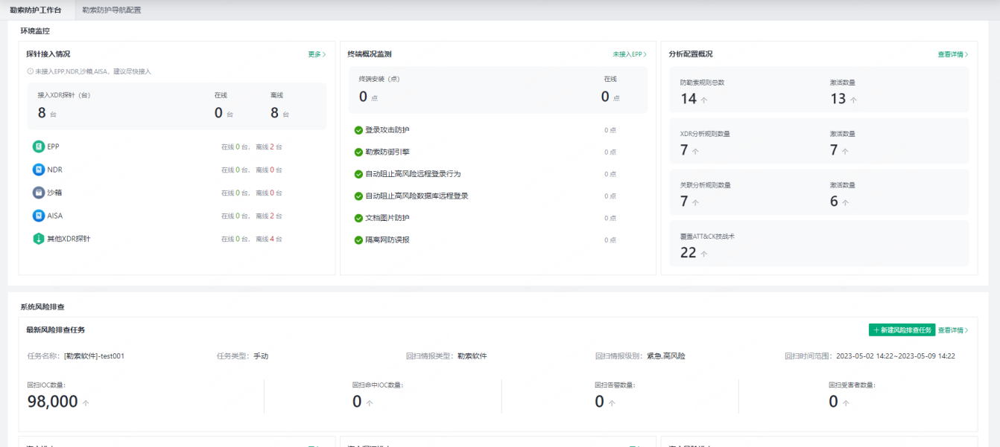 勒索防护工作台 勒索防护导航配置
环境监控
探针接入情况 更多
未接入EPP,NDR,沙箱,AISA，建议尽快接入
接入XDR探针（台） 在线 离线
8 台 0 台 8 台
EPP 在线 0 台, 离线 2 台
NDR 在线 0 台, 离线 0 台
沙箱 在线 0 台, 离线 0 台
AISA 在线 0 台, 离线 2 台
其他XDR探针 在线 0 台, 离线 4 台
终端概况监测 未接入EPP
终端安装（点） 在线
0 点 0 点
登录攻击防护 0 点
勒索防御引擎 0 点
自动阻止高风险远程登录行为 0 点
自动阻止高风险数据库远程登录 0 点
文档图片防护 0 点
隔离网防误报 0 点
分析配置概况 查看详情
防勒索规则总数 激活数量
14 个 13 个
XDR分析规则数量 激活数量
7 个 7 个
关联分析规则数量 激活数量
7 个 6 个
覆盖ATT&CK技战术
22 个
系统风险排查
最新风险排查任务 新建风险排查任务 查看详情
任务名称: [勒索软件]-test001 任务类型: 手动 回扫情报类型: 勒索软件 回扫情报级别: 紧急,高风险 回扫时间范围: 2023-05-02 14:22~2023-05-09 14:22
回扫IOC数量: 回扫命中IOC数量: 回扫告警数量: 回扫受害者数量:
98,000 个 0 个 0 个 0 个